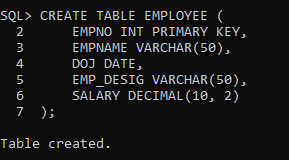 SQL> CREATE TABLE EMPLOYEE (
  2      EMPNO INT PRIMARY KEY,
  3      EMPNAME VARCHAR(50),
  4      DOJ DATE,
  5      EMP_DESIG VARCHAR(50),
  6      SALARY DECIMAL(10, 2)
  7  );
Table created.